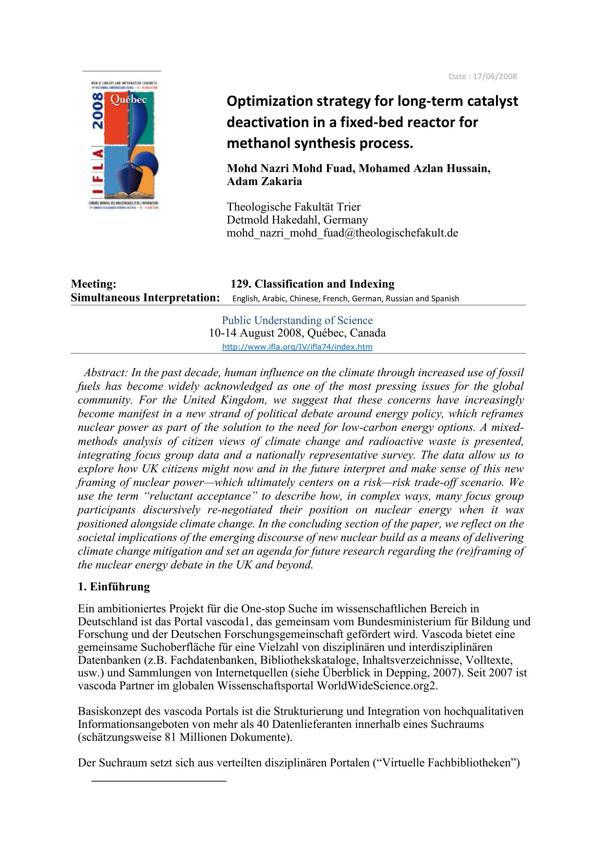 Date : 17/06/2008
WORLD LIBRARY AND INFORMATION CONGRESS:
2008
Québec
IFLA
Optimization strategy for long-term catalyst
deactivation in a fixed-bed reactor for
methanol synthesis process.
Mohd Nazri Mohd Fuad, Mohamed Azlan Hussain,
Adam Zakaria
Theologische Fakultät Trier
Detmold Hakedahl, Germany
mohd_nazri_mohd_fuad@theologischefakult.de
Meeting: 129. Classification and Indexing
Simultaneous Interpretation: English, Arabic, Chinese, French, German, Russian and Spanish
Public Understanding of Science
10-14 August 2008, Québec, Canada
http://www.ifla.org/IV/ifla74/index.htm
Abstract: In the past decade, human influence on the climate through increased use of fossil
fuels has become widely acknowledged as one of the most pressing issues for the global
community. For the United Kingdom, we suggest that these concerns have increasingly
become manifest in a new strand of political debate around energy policy, which reframes
nuclear power as part of the solution to the need for low-carbon energy options. A mixed-
methods analysis of citizen views of climate change and radioactive waste is presented,
integrating focus group data and a nationally representative survey. The data allow us to
explore how UK citizens might now and in the future interpret and make sense of this new
framing of nuclear power—which ultimately centers on a risk—risk trade-off scenario. We
use the term “reluctant acceptance” to describe how, in complex ways, many focus group
participants discursively re-negotiated their position on nuclear energy when it was
positioned alongside climate change. In the concluding section of the paper, we reflect on the
societal implications of the emerging discourse of new nuclear build as a means of delivering
climate change mitigation and set an agenda for future research regarding the (re)framing of
the nuclear energy debate in the UK and beyond.
1. Einführung
Ein ambitioniertes Projekt für die One-stop Suche im wissenschaftlichen Bereich in
Deutschland ist das Portal vascoda1, das gemeinsam vom Bundesministerium für Bildung und
Forschung und der Deutschen Forschungsgemeinschaft gefördert wird. Vascoda bietet eine
gemeinsame Suchoberfläche für eine Vielzahl von disziplinären und interdisziplinären
Datenbanken (z.B. Fachdatenbanken, Bibliothekskataloge, Inhaltsverzeichnisse, Volltexte,
usw.) und Sammlungen von Internetquellen (siehe Überblick in Depping, 2007). Seit 2007 ist
vascoda Partner im globalen Wissenschaftsportal WorldWideScience.org2.
Basiskonzept des vascoda Portals ist die Strukturierung und Integration von hochqualitativen
Informationsangeboten von mehr als 40 Datenlieferanten innerhalb eines Suchraums
(schätzungsweise 81 Millionen Dokumente).
Der Suchraum setzt sich aus verteilten disziplinären Portalen (“Virtuelle Fachbibliotheken”)